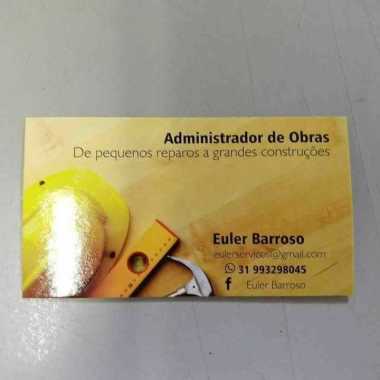 Administrador de Obras
De pequenos reparos a grandes construções
Euler Barroso
eulerservicos@gmail.com
31 993298045
f Euler Barroso